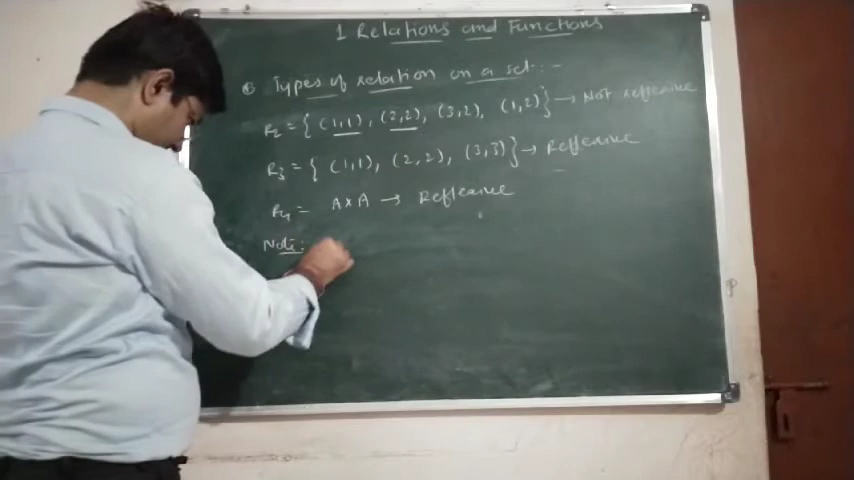 1 Relations and Functions
Types of relation on a set :-
R2 = { (1,1), (2,2), (3,2), (1,2)} → Not reflexive
R3 = { (1,1), (2,2), (3,3)} → Reflexive
R4 = A×A → Reflexive
Note: